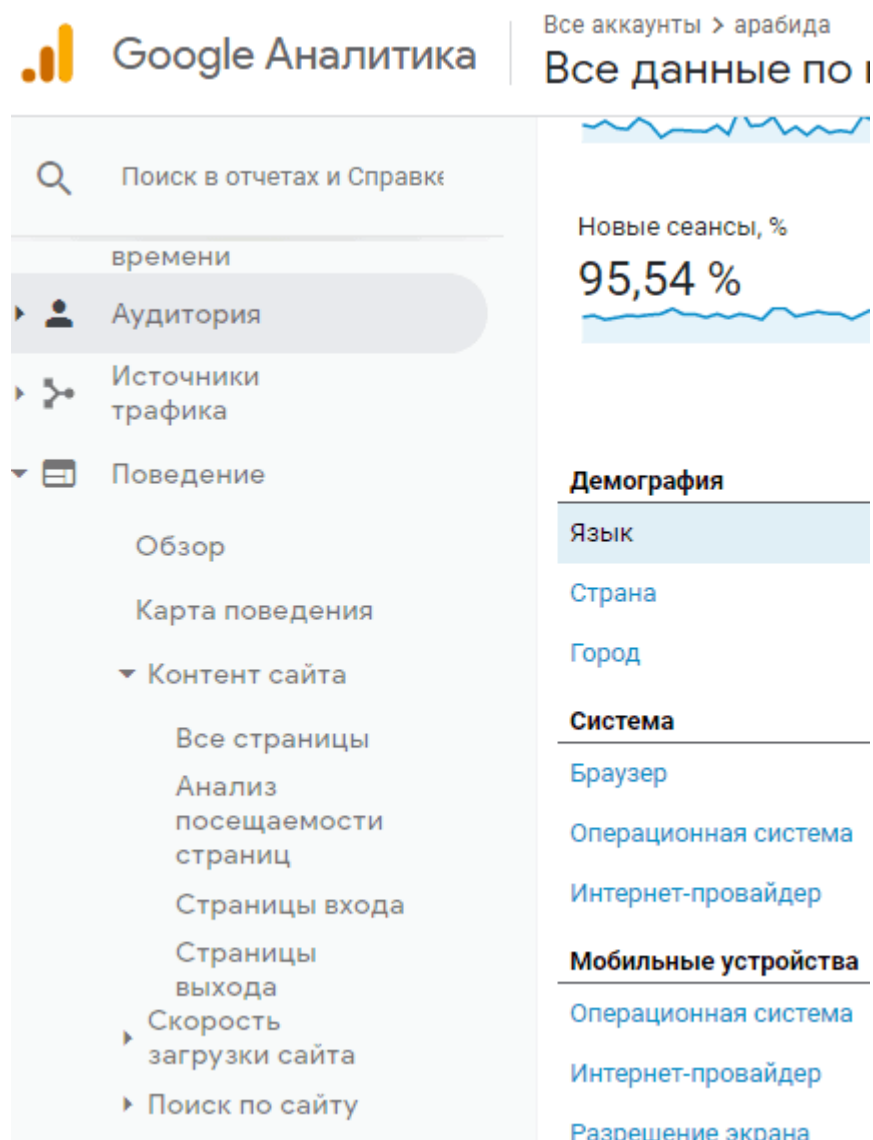 Google Аналитика
Все аккаунты > арабида
Все данные по
Поиск в отчетах и Справке
времени
Аудитория
Источники
трафика
Поведение
Обзор
Карта поведения
Контент сайта
Все страницы
Анализ
посещаемости
страниц
Страницы входа
Страницы
выхода
Скорость
загрузки сайта
Поиск по сайту
Новые сеансы, %
95,54 %
Демография
Язык
Страна
Город
Система
Браузер
Операционная система
Интернет-провайдер
Мобильные устройства
Операционная система
Интернет-провайдер
Разрешение экрана